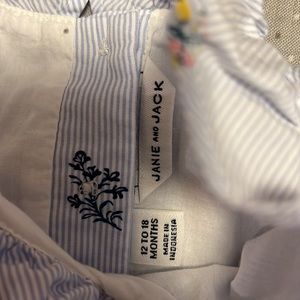 JANIE AND JACK
12 TO 18
MONTHS
MADE IN
INDONESIA